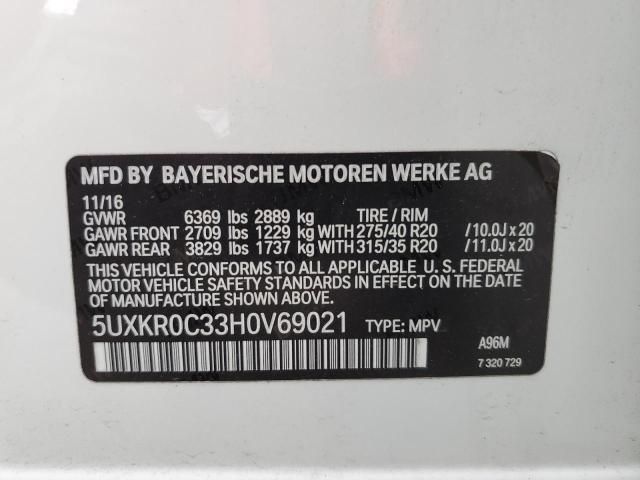 MFD BY BAYERISCHE MOTOREN WERKE AG
11/16
GVWR 6369 lbs 2889 kg TIRE / RIM
GAWR FRONT 2709 lbs 1229 kg WITH 275/40 R20 /10.0J x 20
GAWR REAR 3829 lbs 1737 kg WITH 315/35 R20 /11.0J x 20
THIS VEHICLE CONFORMS TO ALL APPLICABLE U. S. FEDERAL
MOTOR VEHICLE SAFETY STANDARDS IN EFFECT ON THE
DATE OF MANUFACTURE SHOWN ABOVE.
5UXKR0C33H0V69021 TYPE: MPV
A96M
7 320 729